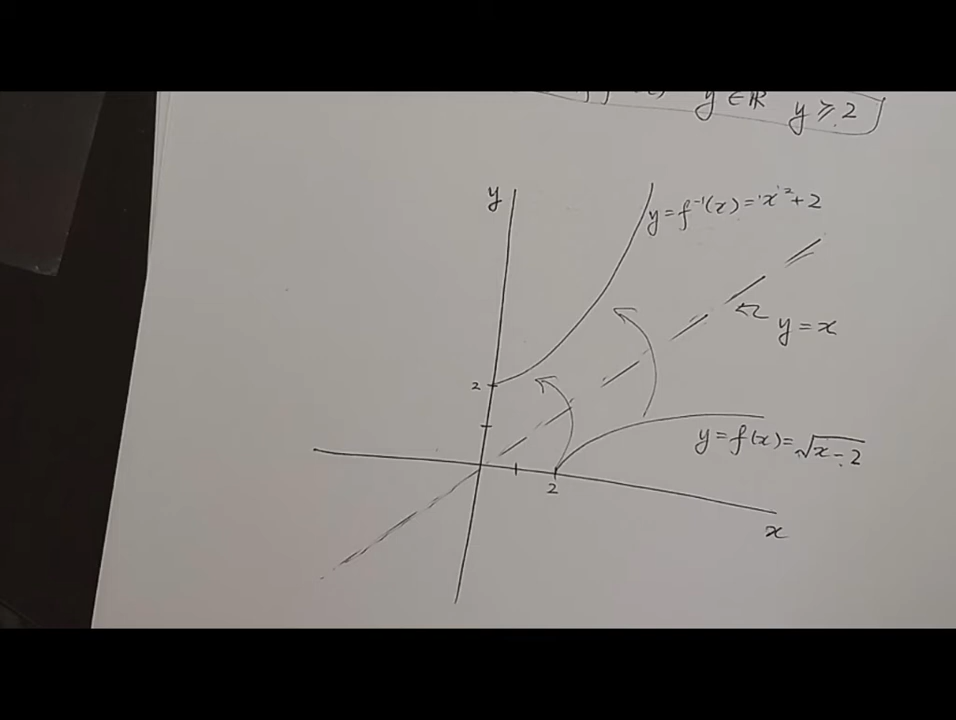 y ∈ ℝ y ⩾ 2
y
y = f⁻¹(x) = x² + 2
y = x
2
y = f(x) = √x - 2
2
x